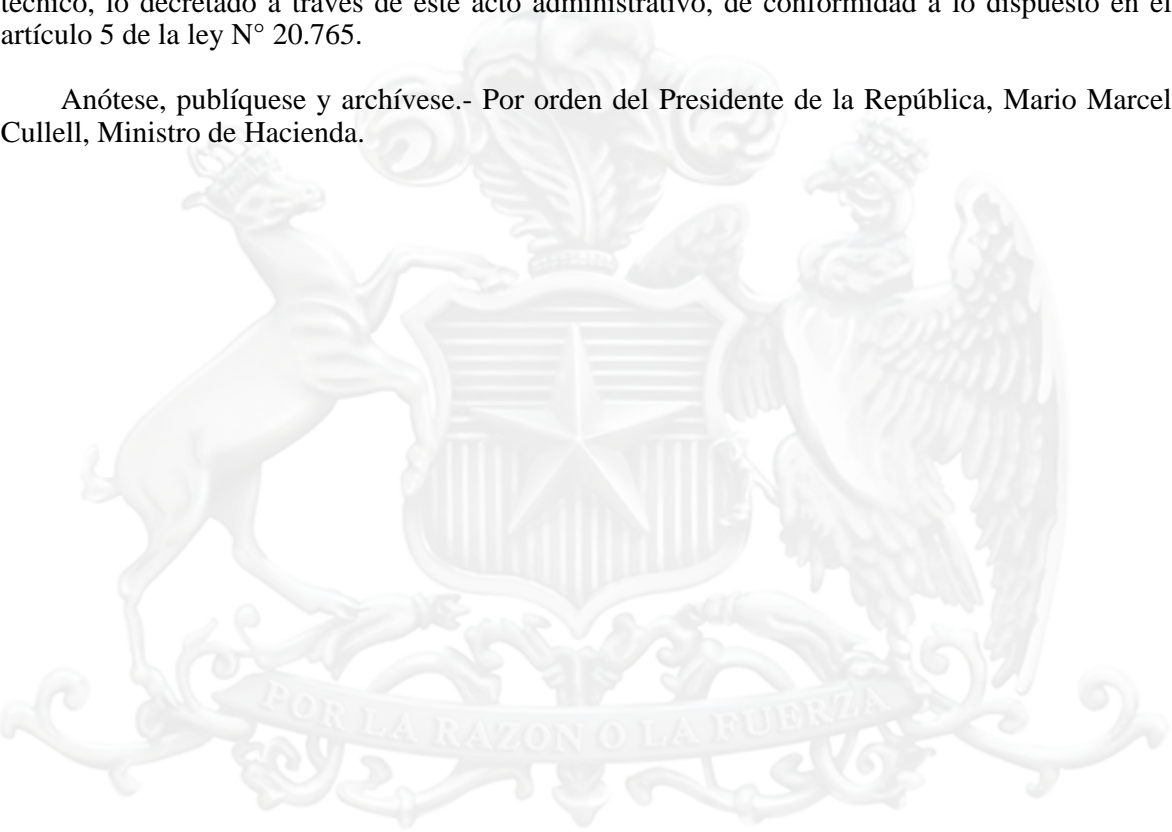 técnico, lo decretado a través de este acto administrativo, de conformidad a lo dispuesto en el
artículo 5 de la ley N° 20.765.
Anótese, publíquese y archívese.- Por orden del Presidente de la República, Mario Marcel
Cullell, Ministro de Hacienda.
POR LA RAZON O LA FUERZA